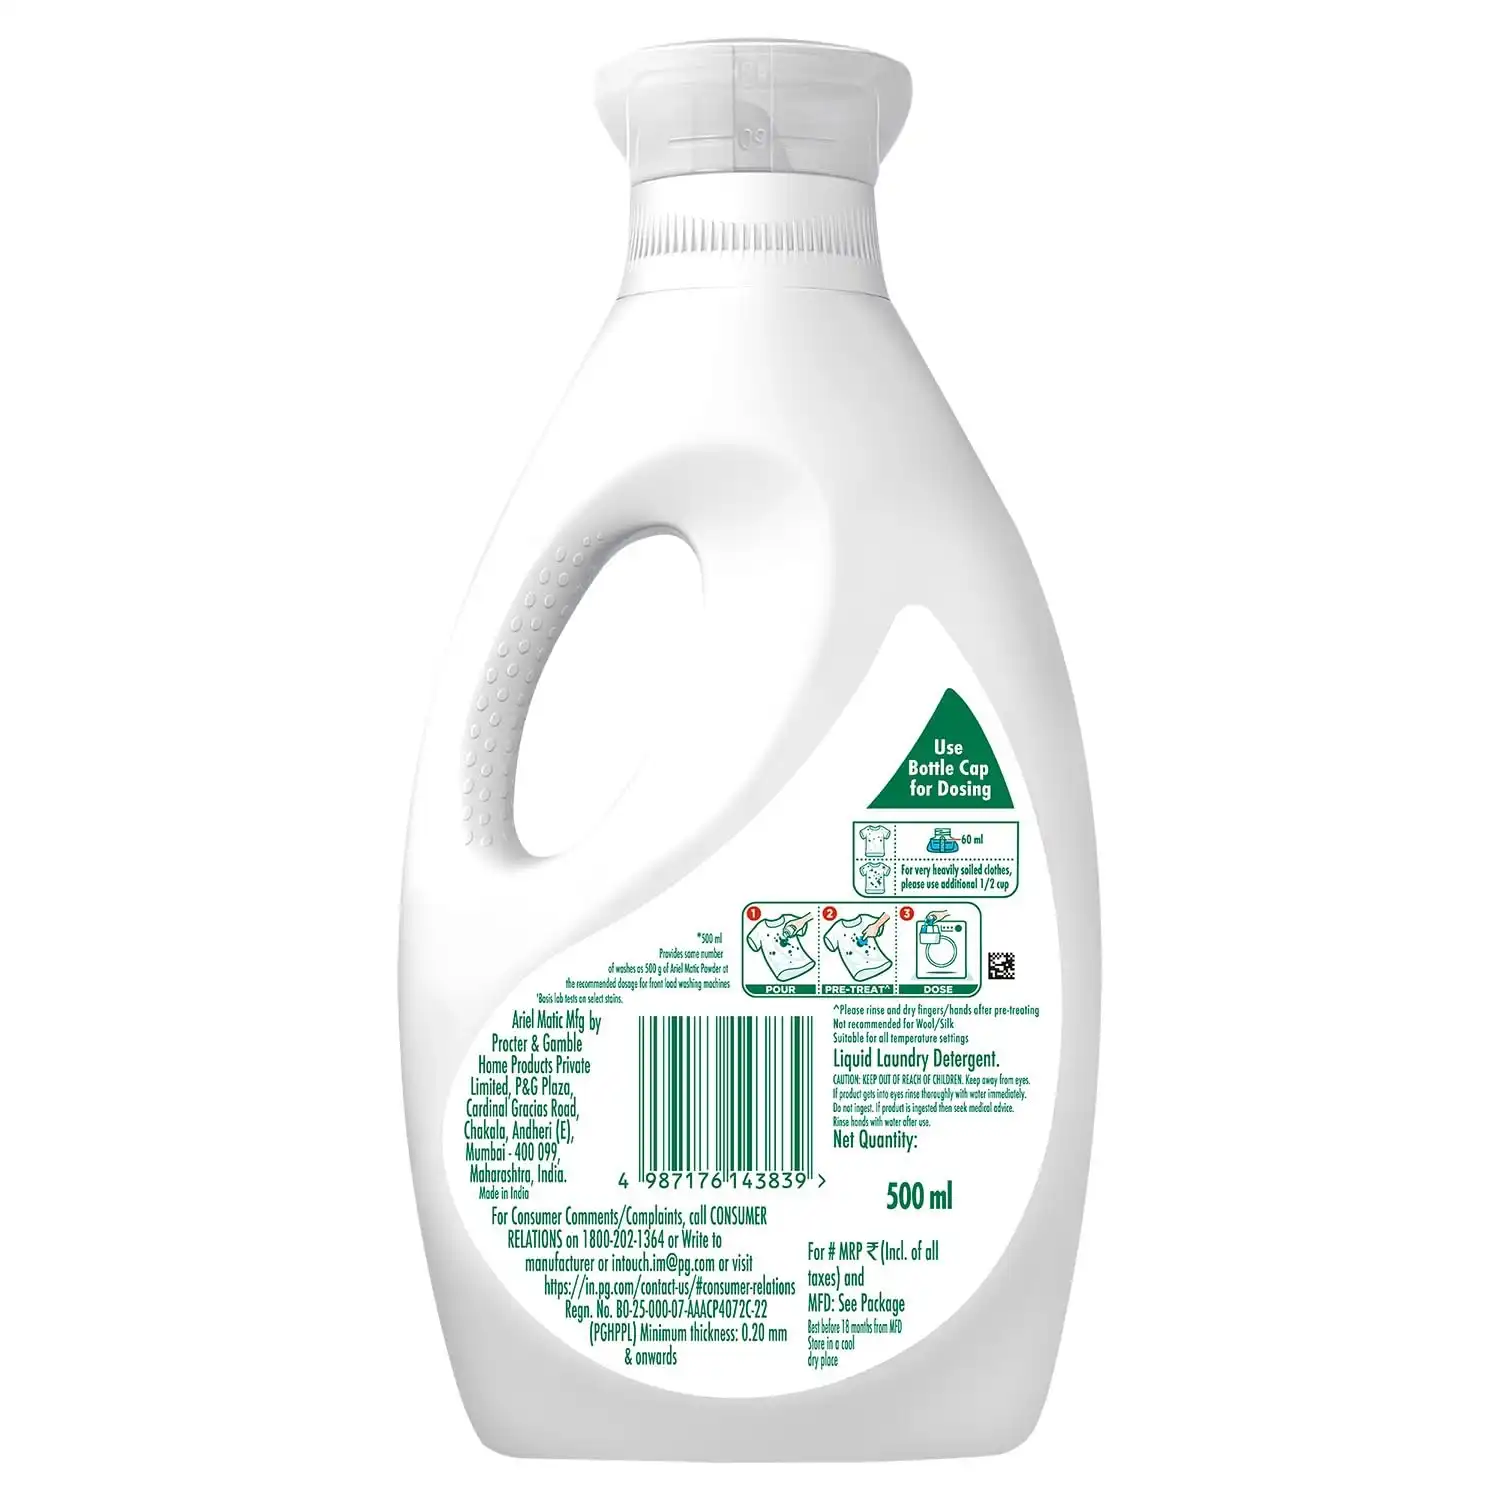 Use
Bottle Cap
for Dosing
60 ml
For very heavily soiled clothes,
please use additional 1/2 cup
1
2
3
POUR
PRE-TREAT^
DOSE
*500 ml
Provides same number
of washes as 500 g of Ariel Matic Powder at
the recommended dosage for front load washing machines
Basis lab tests on select stains.
Ariel Matic Mfg by
Procter & Gamble
Home Products Private
Limited, P&G Plaza,
Cardinal Gracias Road,
Chakala, Andheri (E),
Mumbai - 400 099,
Maharashtra, India.
Made in India
4 987176 143839 >
^Please rinse and dry fingers/hands after pre-treating
Not recommended for Wool/Silk
Suitable for all temperature settings
Liquid Laundry Detergent.
CAUTION: KEEP OUT OF REACH OF CHILDREN. Keep away from eyes.
If product gets into eyes rinse thoroughly with water immediately.
Do not ingest. If product is ingested then seek medical advice.
Rinse hands with water after use.
Net Quantity:
500 ml
For Consumer Comments/Complaints, call CONSUMER
RELATIONS on 1800-202-1364 or Write to
manufacturer or intouch.im@pg.com or visit
https://in.pg.com/contact-us/#consumer-relations
Regn. No. BO-25-000-07-AAACP4072C-22
(PGHPPL) Minimum thickness: 0.20 mm
& onwards
For # MRP ₹ (Incl. of all
taxes) and
MFD: See Package
Best before 18 months from MFD
Store in a cool
dry place